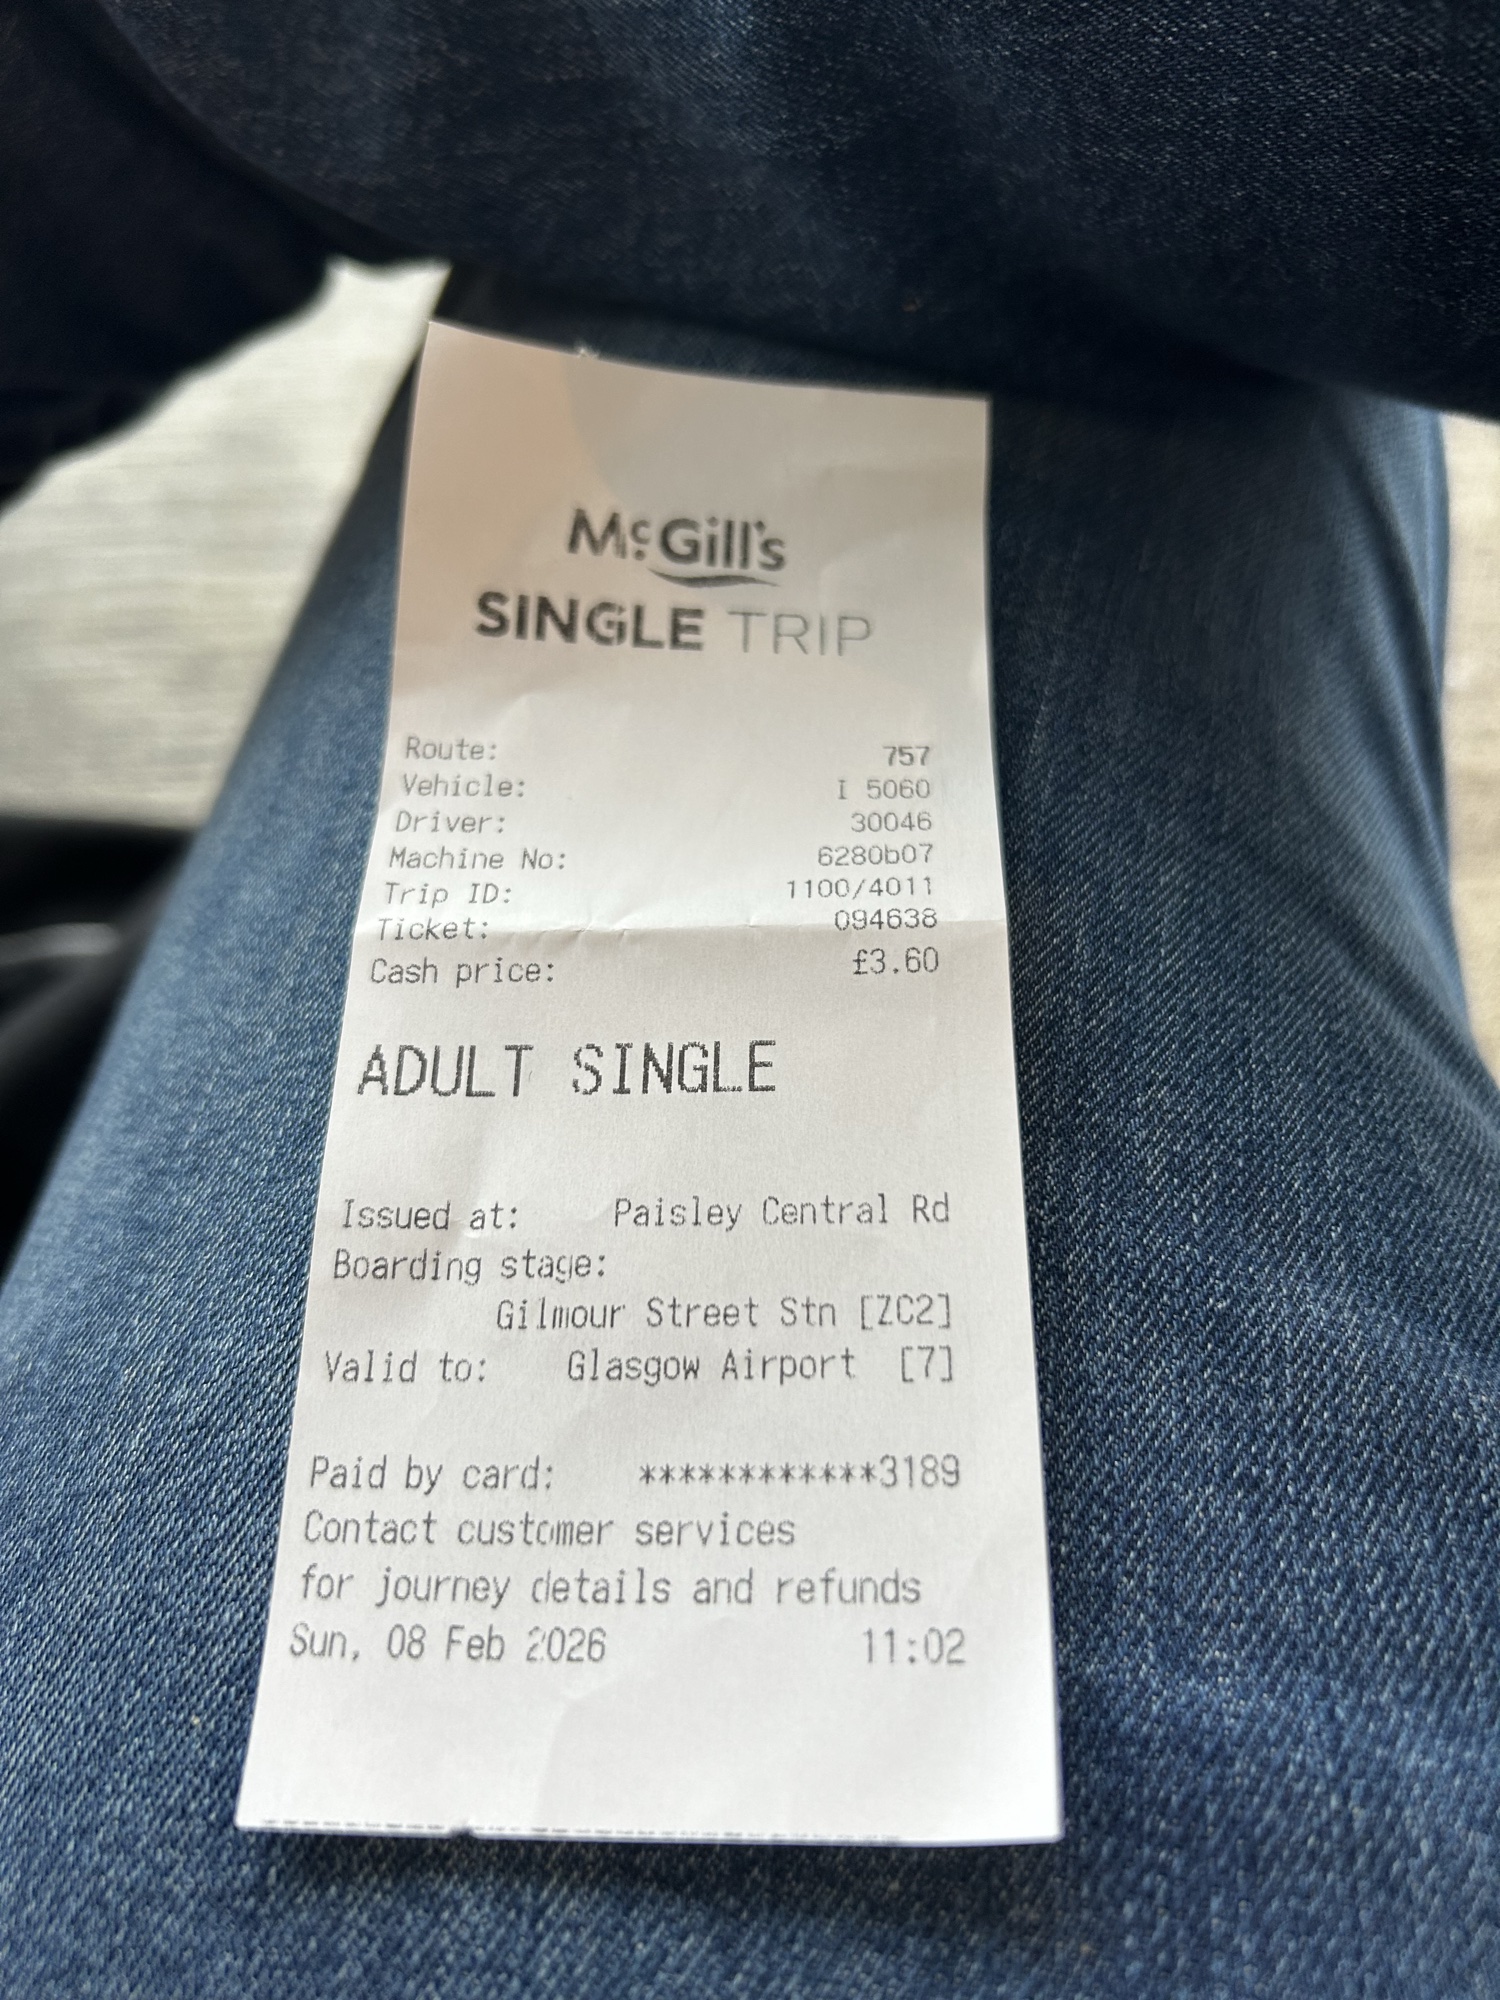 McGill's
SINGLE TRIP
Route: 757
Vehicle: I 5060
Driver: 30046
Machine No: 6280b07
Trip ID: 1100/4011
Ticket: 094638
Cash price: £3.60
ADULT SINGLE
Issued at: Paisley Central Rd
Boarding stage:
Gilmour Street Stn [ZC2]
Valid to: Glasgow Airport [7]
Paid by card: ************3189
Contact customer services
for journey details and refunds
Sun, 08 Feb 2026 11:02